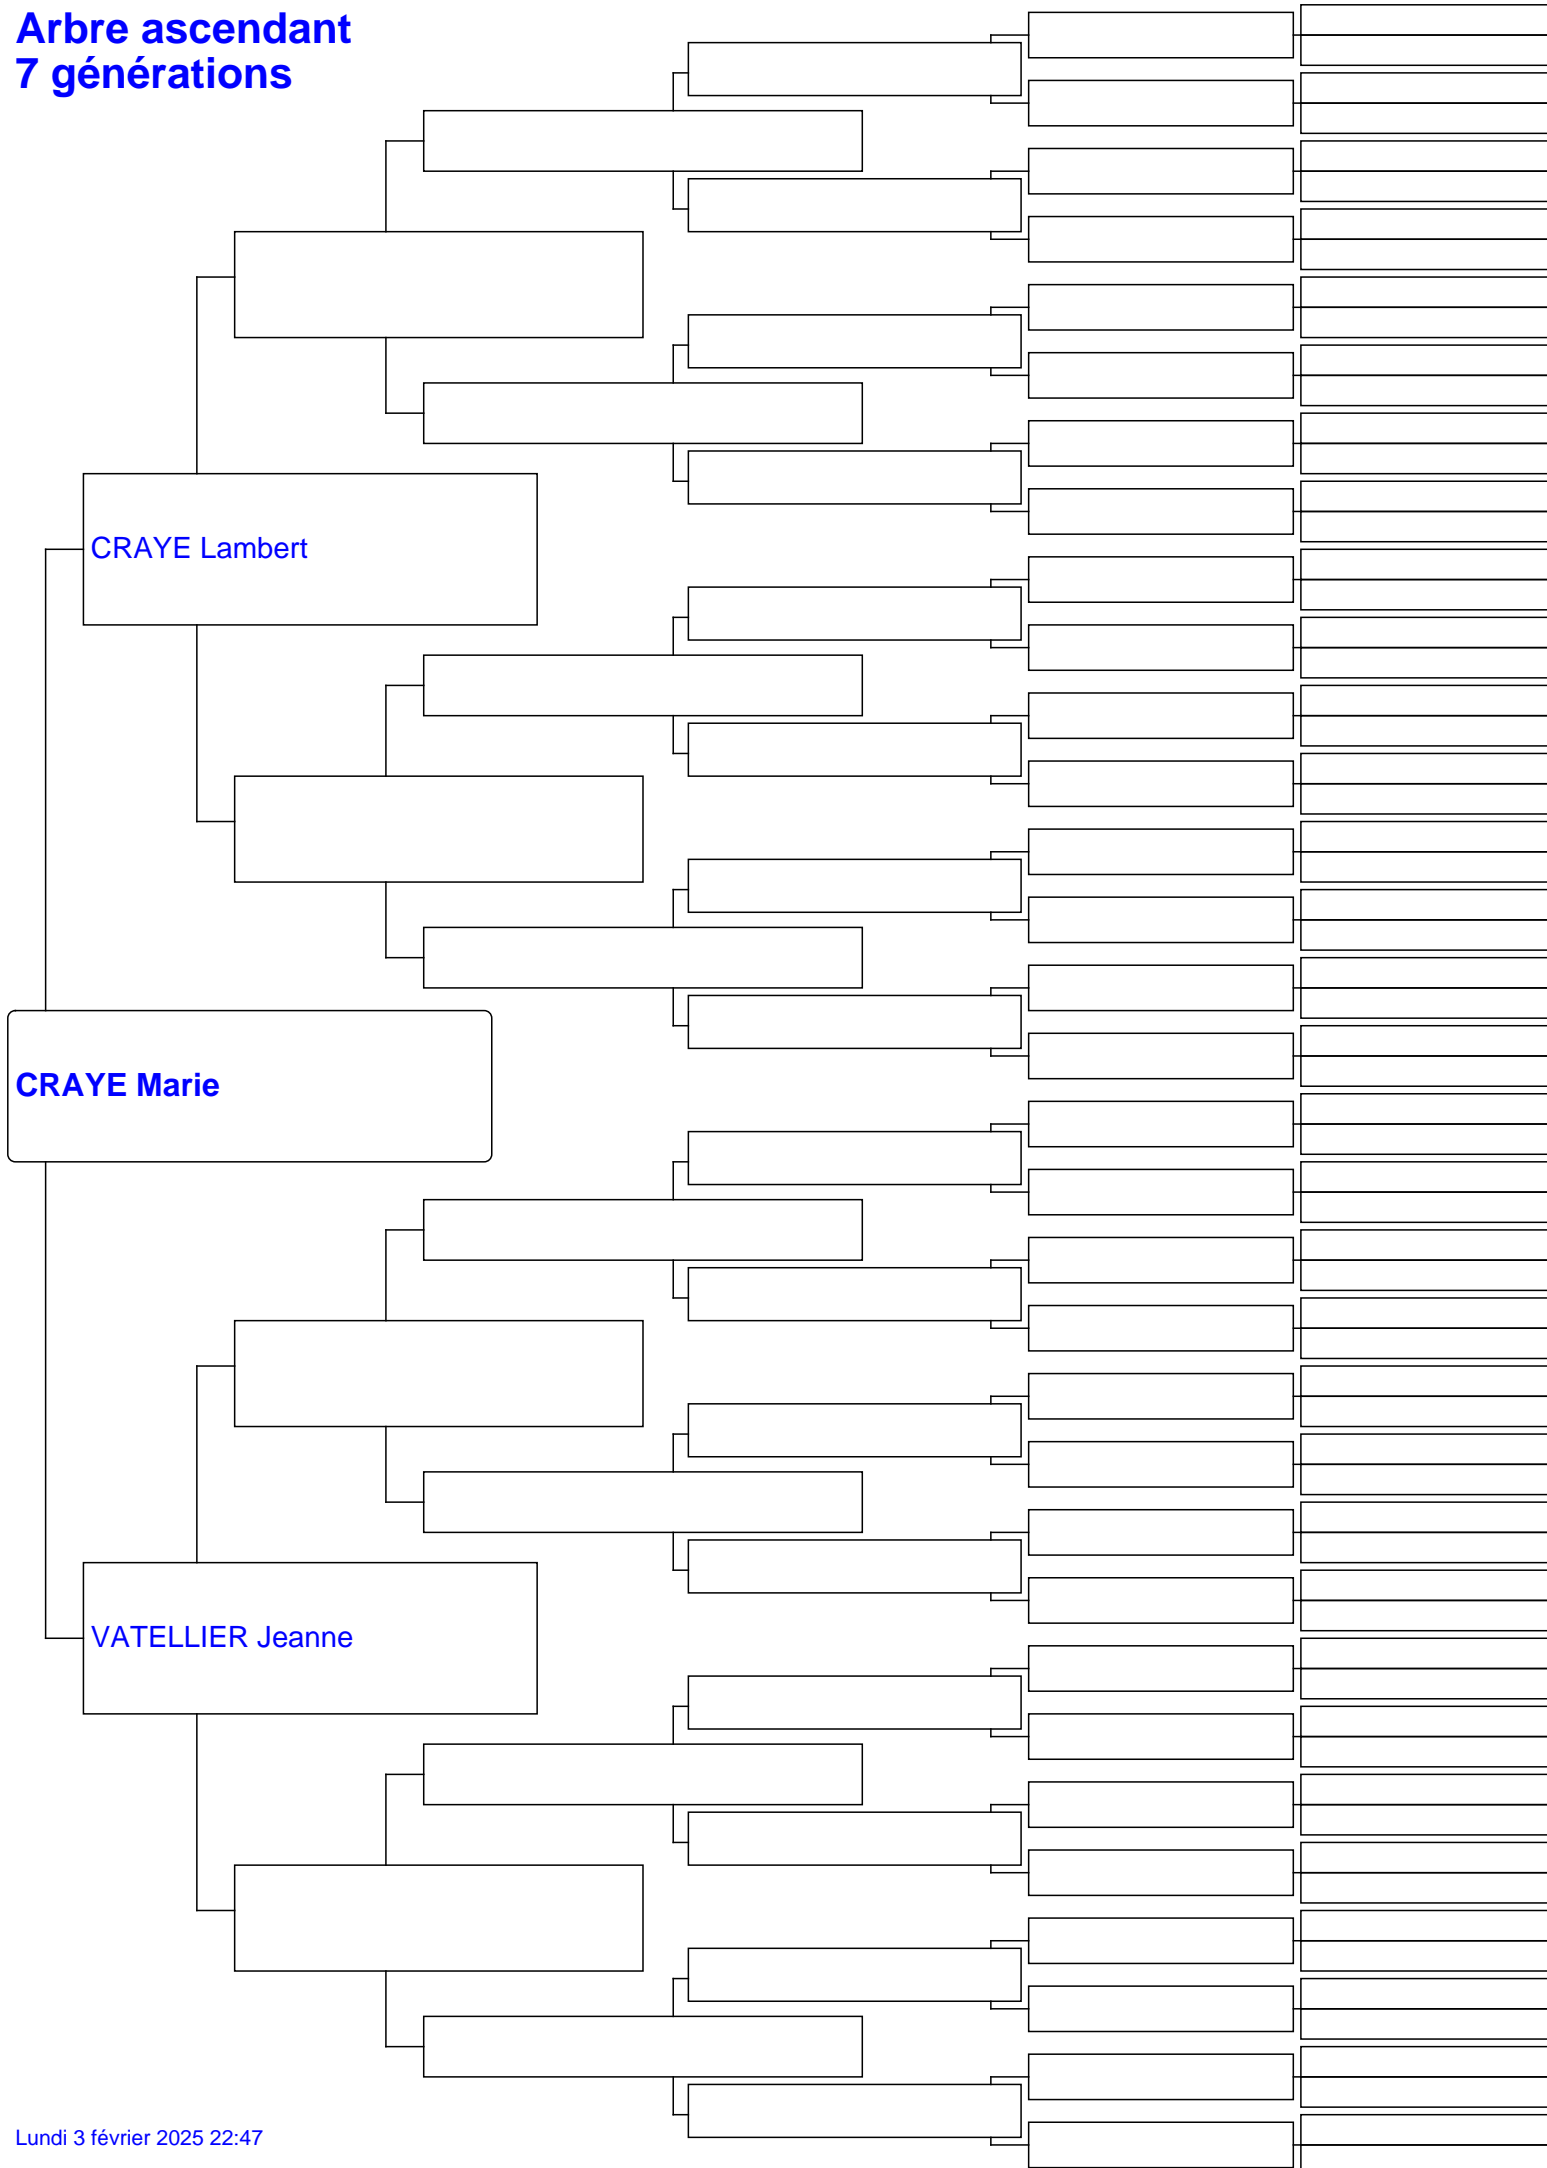 Arbre ascendant
7 générations
CRAYE Lambert
CRAYE Marie
VATELLIER Jeanne
Lundi 3 février 2025 22:47